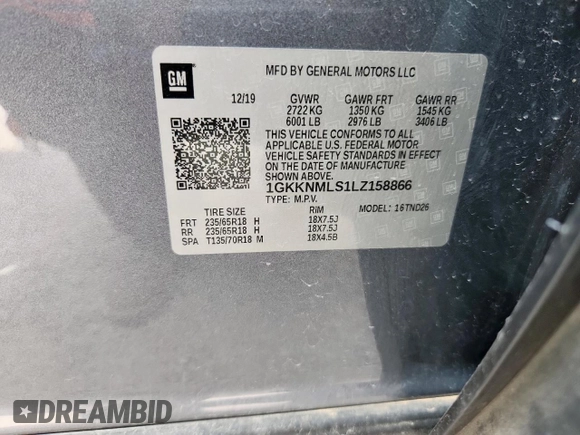 GM
MFD BY GENERAL MOTORS LLC
12/19 GVWR GAWR FRT GAWR RR
2722 KG 1350 KG 1545 KG
6001 LB 2976 LB 3406 LB
THIS VEHICLE CONFORMS TO ALL
APPLICABLE U.S. FEDERAL MOTOR
VEHICLE SAFETY STANDARDS IN EFFECT
ON THE DATE OF MANUFACTURE
SHOWN ABOVE.
1GKKNMLS1LZ158866
TYPE: M.P.V. MODEL: 16TND26
TIRE SIZE RIM
FRT 235/65R18 H 18X7.5J
RR 235/65R18 H 18X7.5J
SPA T135/70R18 M 18X4.5B
DREAMBID